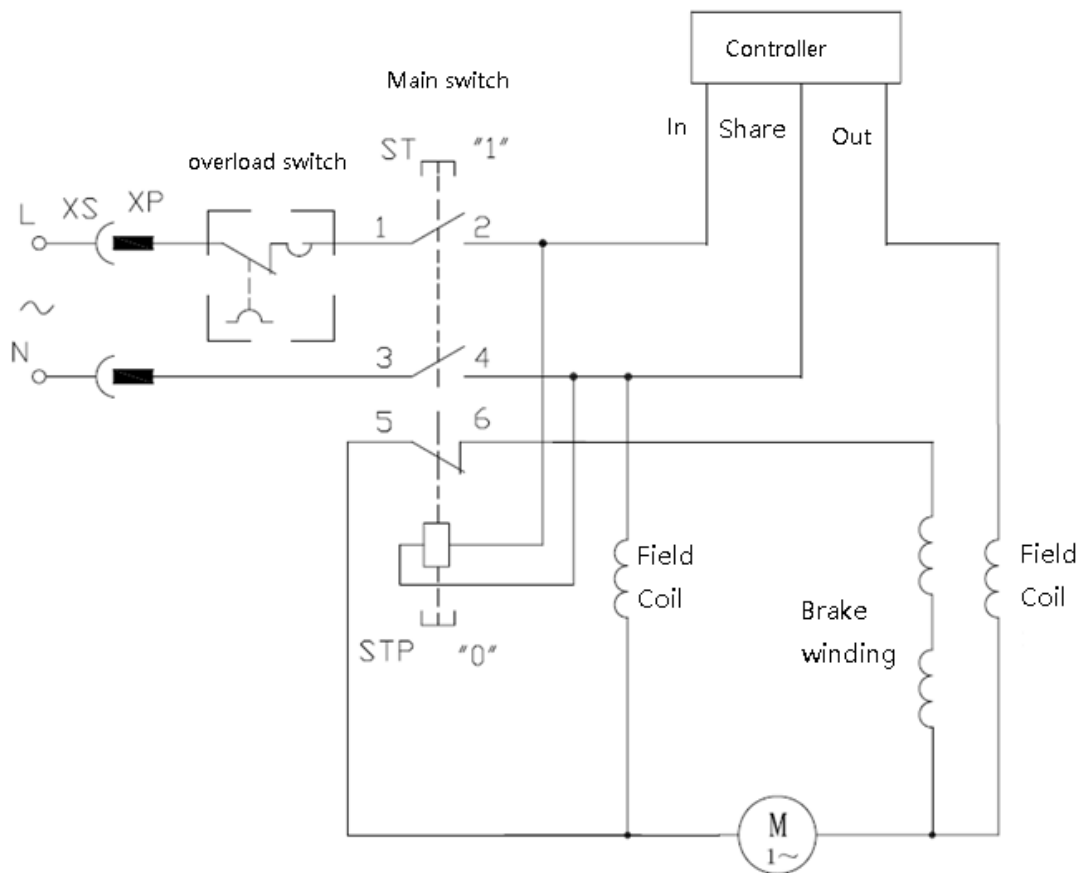 Controller
Main switch
In Share Out
ST "1"
overload switch
L XS XP
1 2
~
N
3 4
5 6
Field
Coil
Field
Coil
Brake
winding
STP "0"
M
1~